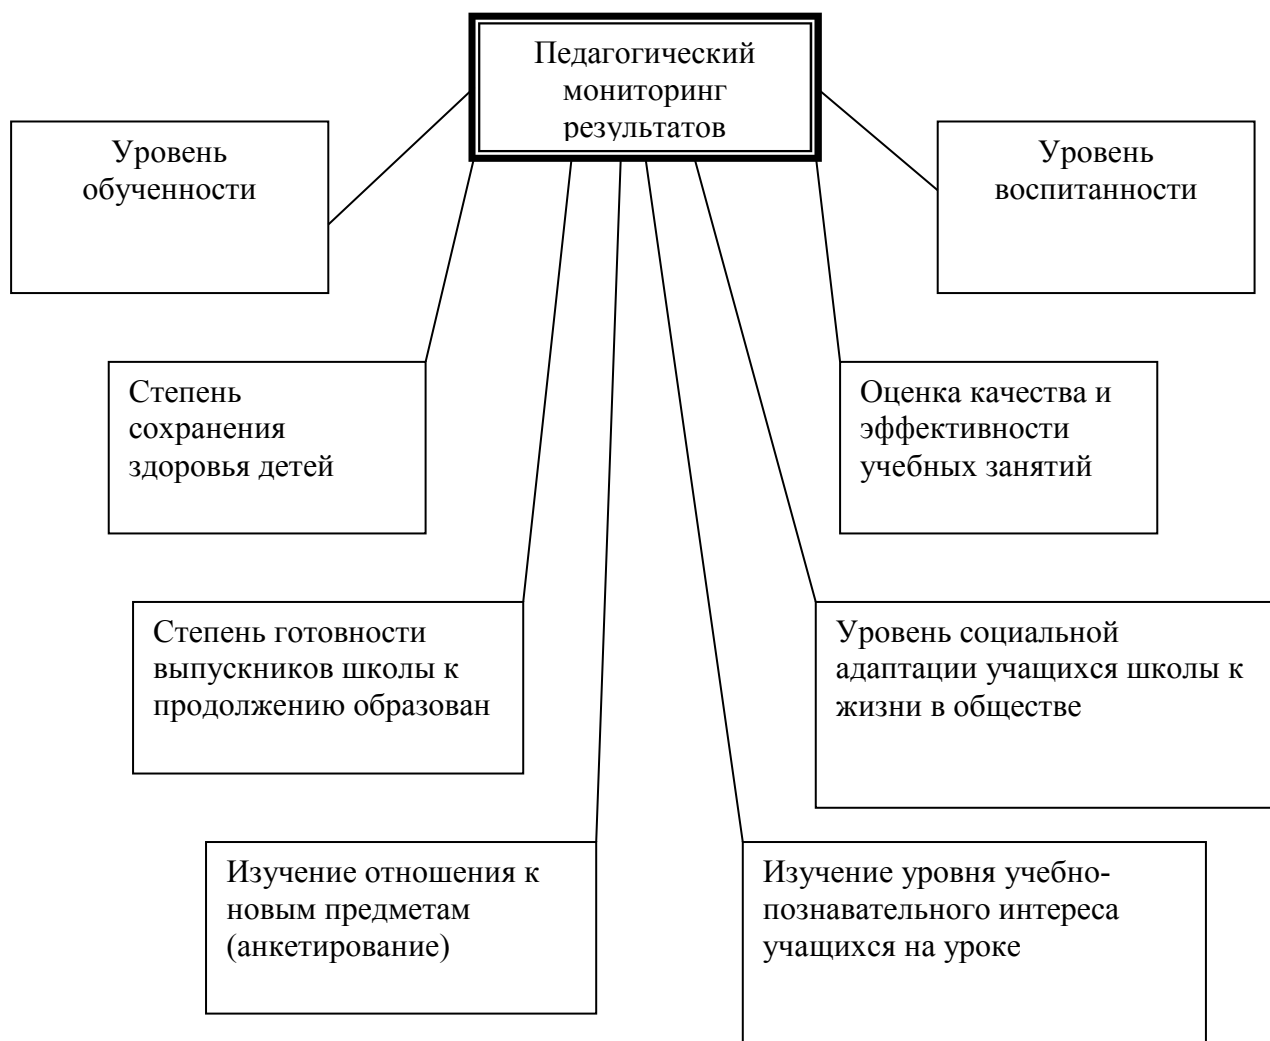 Педагогический
мониторинг
результатов
Уровень
обученности
Уровень
воспитанности
Степень
сохранения
здоровья детей
Оценка качества и
эффективности
учебных занятий
Степень готовности
выпускников школы к
продолжению образован
Уровень социальной
адаптации учащихся школы к
жизни в обществе
Изучение отношения к
новым предметам
(анкетирование)
Изучение уровня учебно-
познавательного интереса
учащихся на уроке